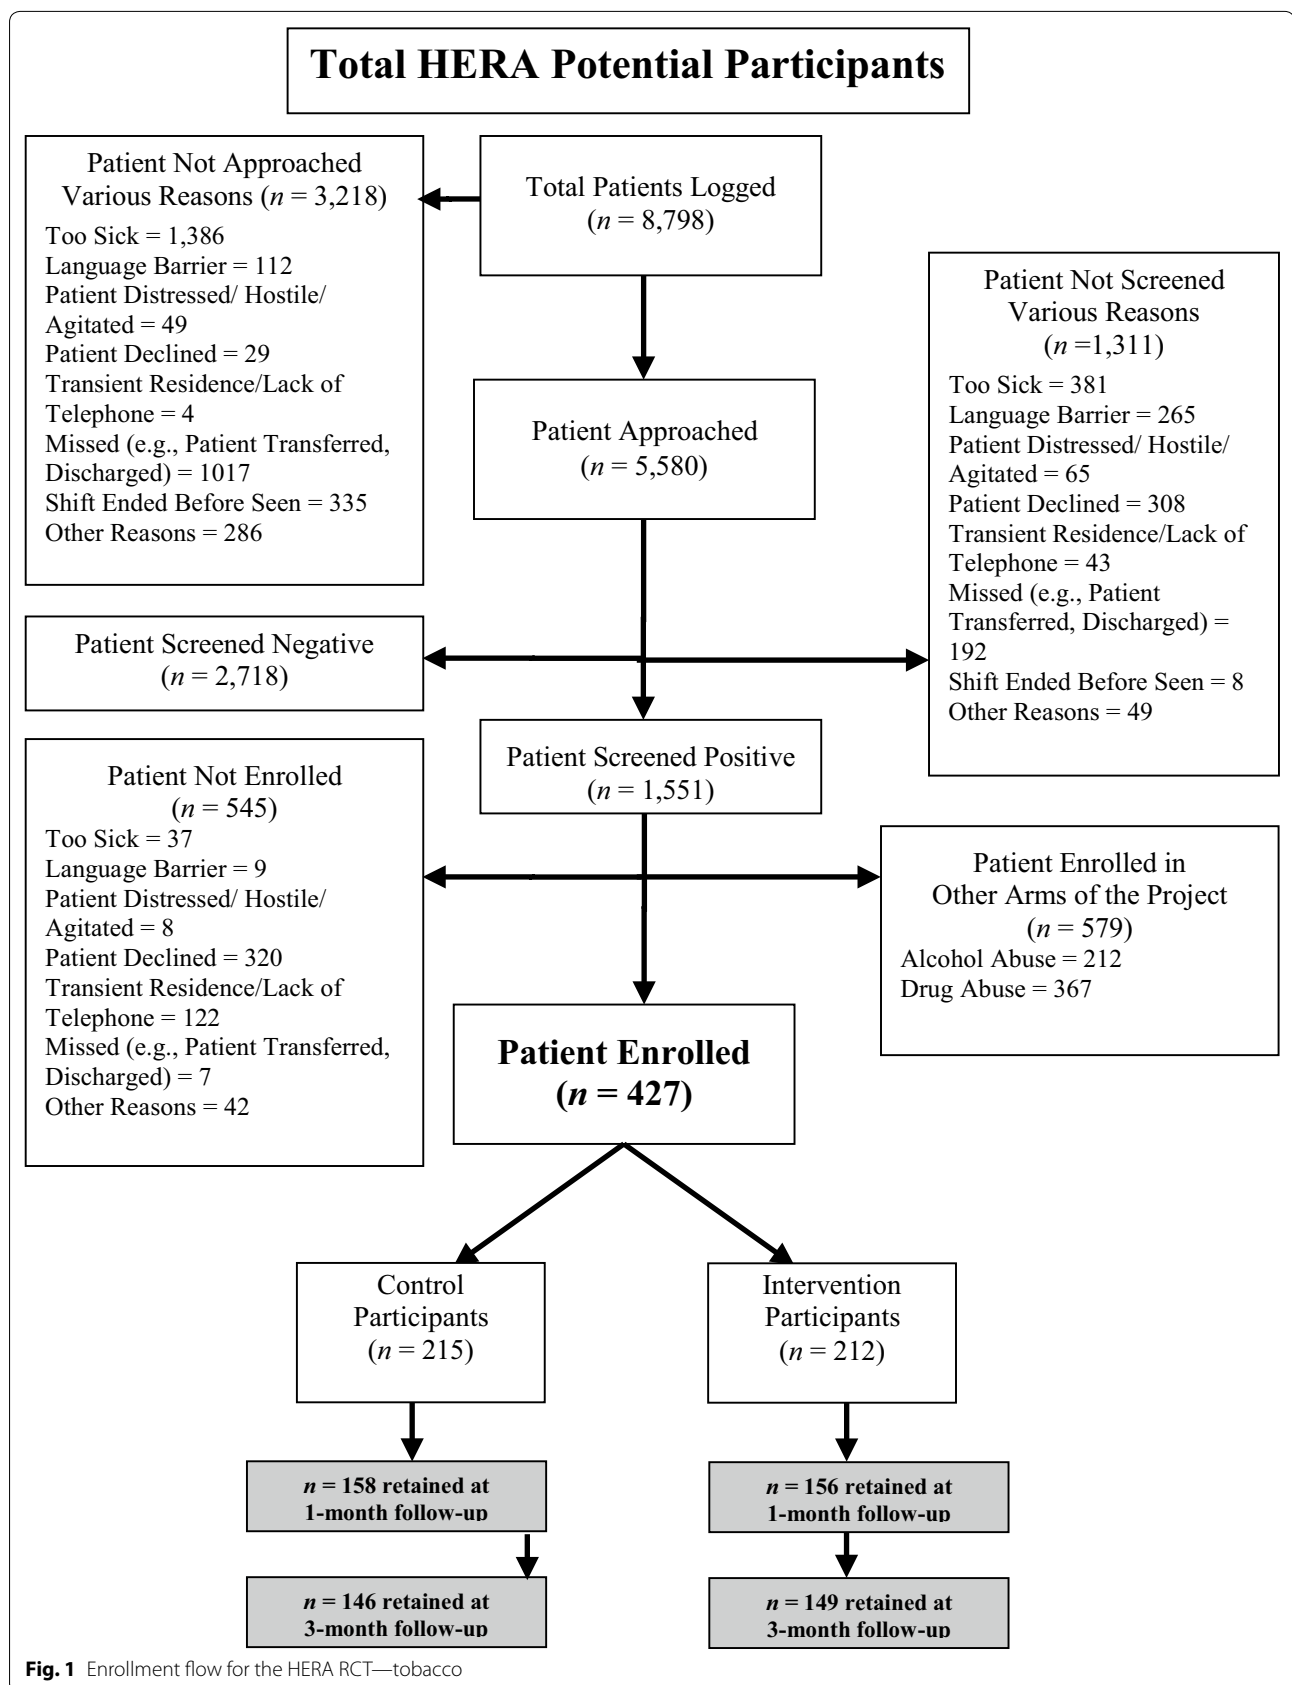 Total HERA Potential Participants
Patient Not Approached
Various Reasons (n = 3,218)
Too Sick = 1,386
Language Barrier = 112
Patient Distressed/ Hostile/
Agitated = 49
Patient Declined = 29
Transient Residence/Lack of
Telephone = 4
Missed (e.g., Patient Transferred,
Discharged) = 1017
Shift Ended Before Seen = 335
Other Reasons = 286
Total Patients Logged
(n = 8,798)
Patient Not Screened
Various Reasons
(n =1,311)
Too Sick = 381
Language Barrier = 265
Patient Distressed/ Hostile/
Agitated = 65
Patient Declined = 308
Transient Residence/Lack of
Telephone = 43
Missed (e.g., Patient
Transferred, Discharged) =
192
Shift Ended Before Seen = 8
Other Reasons = 49
Patient Approached
(n = 5,580)
Patient Screened Negative
(n = 2,718)
Patient Screened Positive
(n = 1,551)
Patient Not Enrolled
(n = 545)
Too Sick = 37
Language Barrier = 9
Patient Distressed/ Hostile/
Agitated = 8
Patient Declined = 320
Transient Residence/Lack of
Telephone = 122
Missed (e.g., Patient Transferred,
Discharged) = 7
Other Reasons = 42
Patient Enrolled in
Other Arms of the Project
(n = 579)
Alcohol Abuse = 212
Drug Abuse = 367
Patient Enrolled
(n = 427)
Control
Participants
(n = 215)
Intervention
Participants
(n = 212)
n = 158 retained at
1-month follow-up
n = 156 retained at
1-month follow-up
n = 146 retained at
3-month follow-up
n = 149 retained at
3-month follow-up
Fig. 1 Enrollment flow for the HERA RCT—tobacco